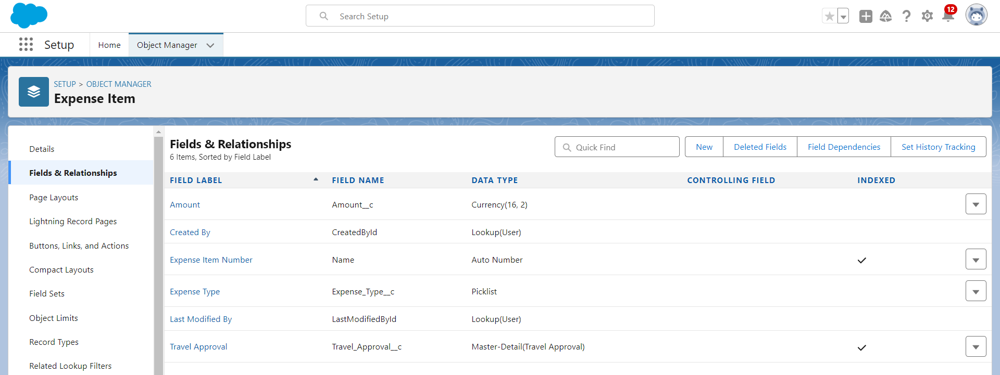 Search Setup
12
Setup
Home
Object Manager
SETUP > OBJECT MANAGER
Expense Item
Details
Fields & Relationships
Page Layouts
Lightning Record Pages
Buttons, Links, and Actions
Compact Layouts
Field Sets
Object Limits
Record Types
Related Lookup Filters
Fields & Relationships
6 Items, Sorted by Field Label
Quick Find
New
Deleted Fields
Field Dependencies
Set History Tracking
FIELD LABEL FIELD NAME DATA TYPE CONTROLLING FIELD INDEXED
Amount Amount__c Currency(16, 2)
Created By CreatedById Lookup(User)
Expense Item Number Name Auto Number
Expense Type Expense_Type__c Picklist
Last Modified By LastModifiedById Lookup(User)
Travel Approval Travel_Approval__c Master-Detail(Travel Approval)